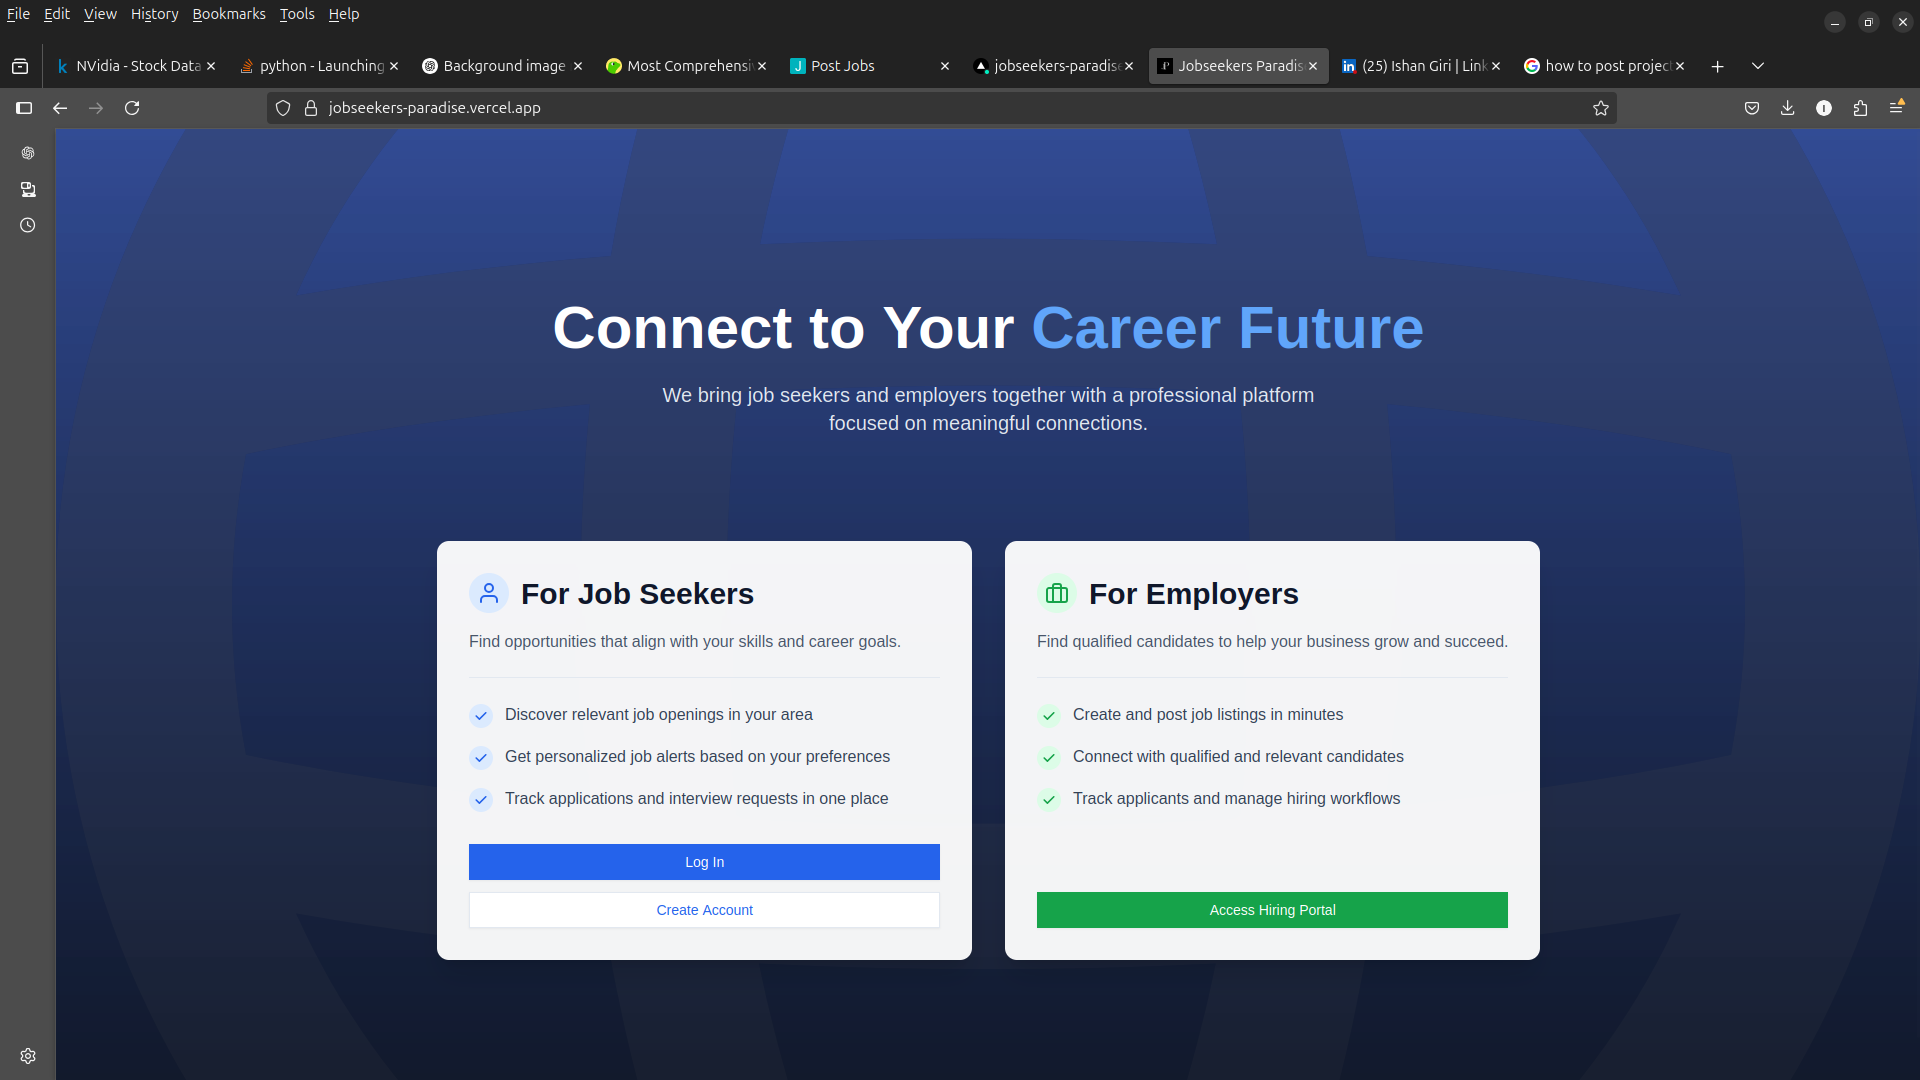 File Edit View History Bookmarks Tools Help
NVidia - Stock Data
python - Launching
Background image
Most Comprehensi
Post Jobs
jobseekers-paradise
Jobseekers Paradis
(25) Ishan Giri | Link
how to post project
jobseekers-paradise.vercel.app
Connect to Your Career Future
We bring job seekers and employers together with a professional platform
focused on meaningful connections.
For Job Seekers
Find opportunities that align with your skills and career goals.
Discover relevant job openings in your area
Get personalized job alerts based on your preferences
Track applications and interview requests in one place
Log In
Create Account
For Employers
Find qualified candidates to help your business grow and succeed.
Create and post job listings in minutes
Connect with qualified and relevant candidates
Track applicants and manage hiring workflows
Access Hiring Portal